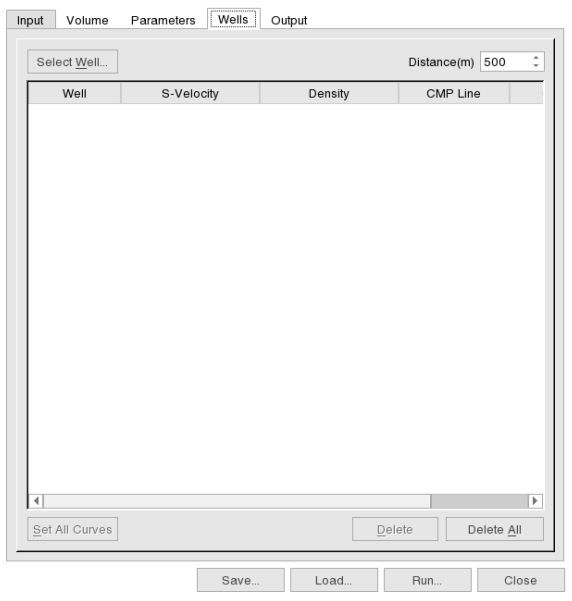 Input Volume Parameters Wells Output
Select Well... Distance(m) 500
Well S-Velocity Density CMP Line
Set All Curves Delete Delete All
Save... Load... Run... Close